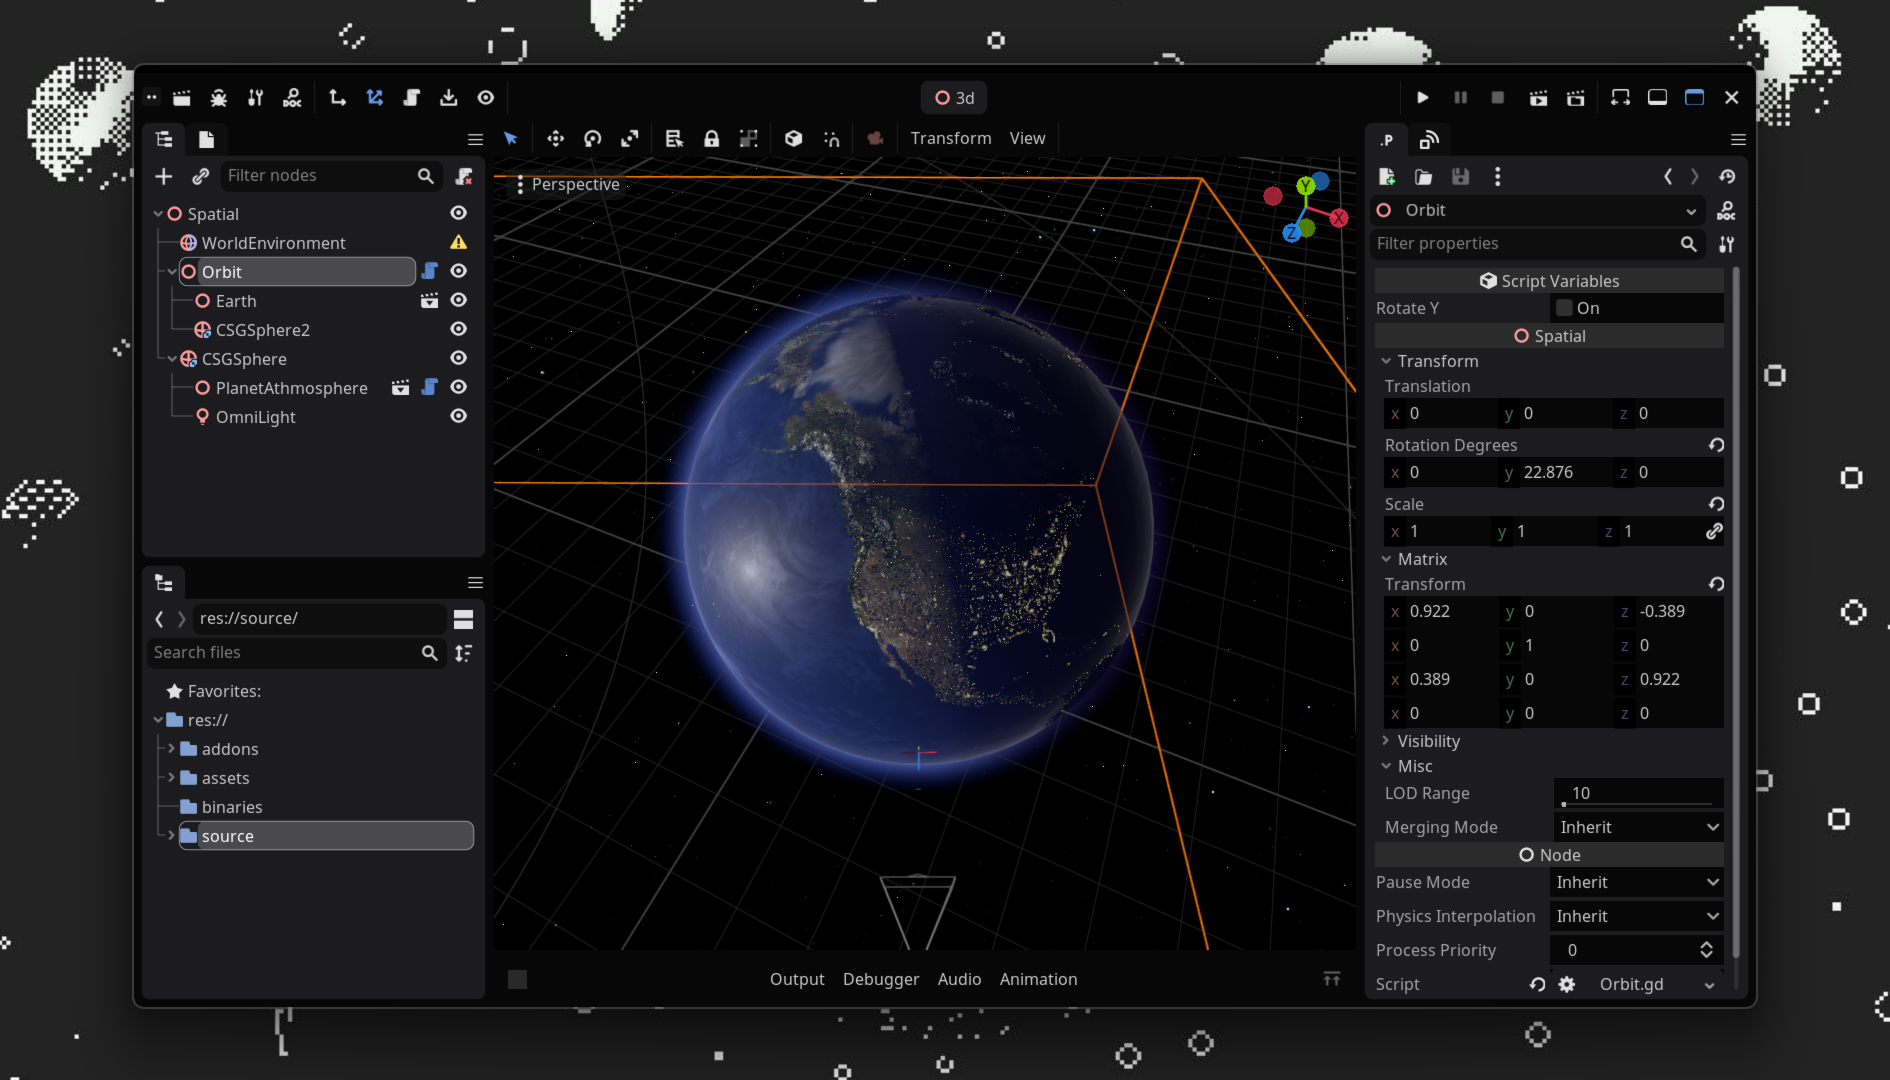 3d
Transform View
Filter nodes
Spatial
WorldEnvironment
Orbit
Earth
CSGSphere2
CSGSphere
PlanetAthmosphere
OmniLight
res://source/
Search files
Favorites:
res://
addons
assets
binaries
source
Perspective
Y
X
Z
Output Debugger Audio Animation
.P
Orbit
Filter properties
Script Variables
Rotate Y On
Spatial
Transform
Translation
x 0 y 0 z 0
Rotation Degrees
x 0 y 22.876 z 0
Scale
x 1 y 1 z 1
Matrix
Transform
x 0.922 y 0 z -0.389
x 0 y 1 z 0
x 0.389 y 0 z 0.922
x 0 y 0 z 0
Visibility
Misc
LOD Range 10
Merging Mode Inherit
Node
Pause Mode Inherit
Physics Interpolation Inherit
Process Priority 0
Script Orbit.gd